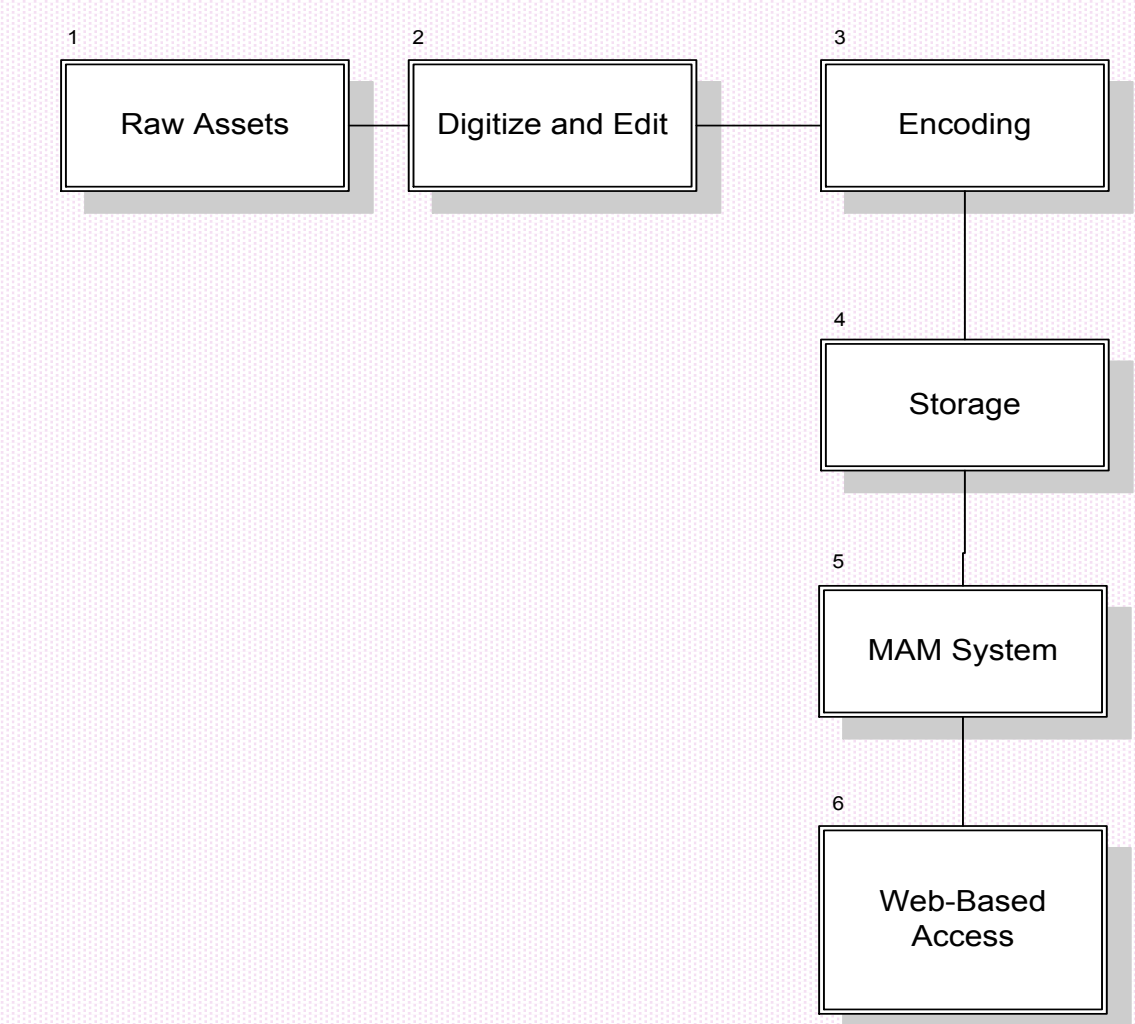 1
Raw Assets
2
Digitize and Edit
3
Encoding
4
Storage
5
MAM System
6
Web-Based
Access